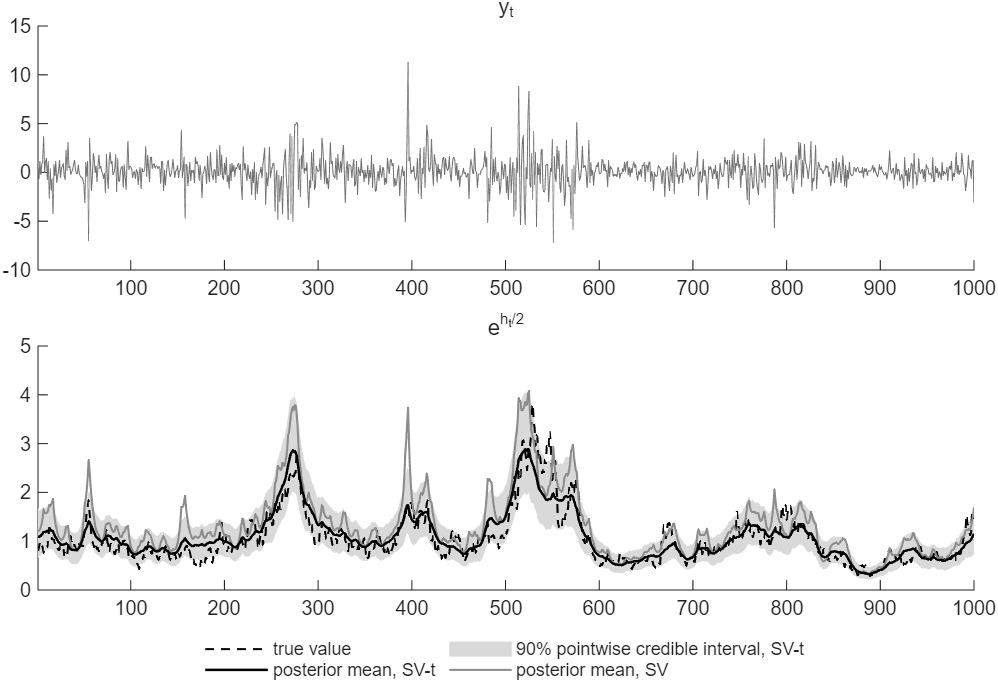 y_t
15
10
5
0
-5
-10
100 200 300 400 500 600 700 800 900 1000
e^{h_t/2}
5
4
3
2
1
0
100 200 300 400 500 600 700 800 900 1000
true value 90% pointwise credible interval, SV-t
posterior mean, SV-t posterior mean, SV